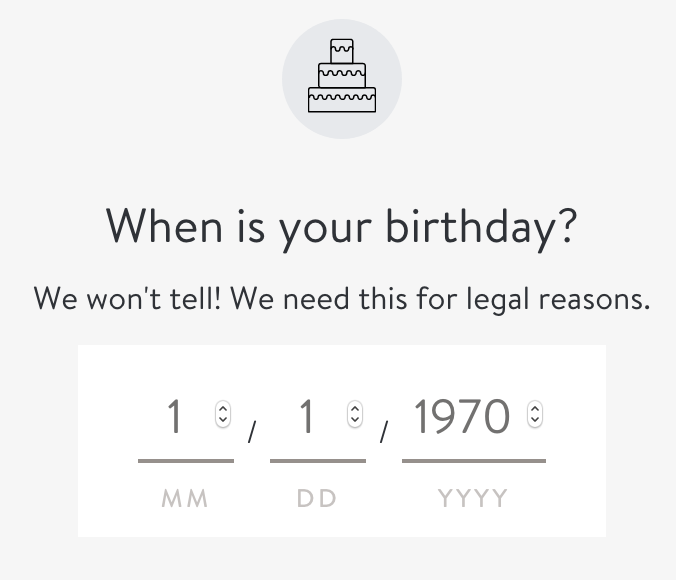 When is your birthday?
We won't tell! We need this for legal reasons.
1 / 1 / 1970
MM DD YYYY